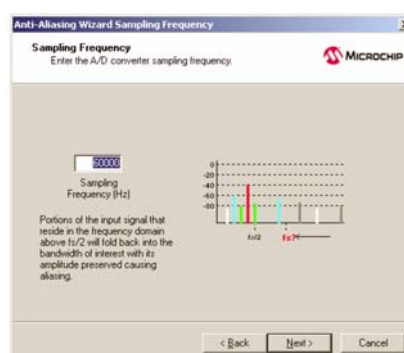 Anti-Aliasing Wizard Sampling Frequency
Sampling Frequency
Enter the A/D converter sampling frequency.
MICROCHIP
60000
Sampling
Frequency (Hz)
Portions of the input signal that
reside in the frequency domain
above fs/2 will fold back into the
bandwidth of interest with its
amplitude preserved causing
aliasing.
0
-20
-40
-60
-80
fs/2
fs?
< Back
Next >
Cancel